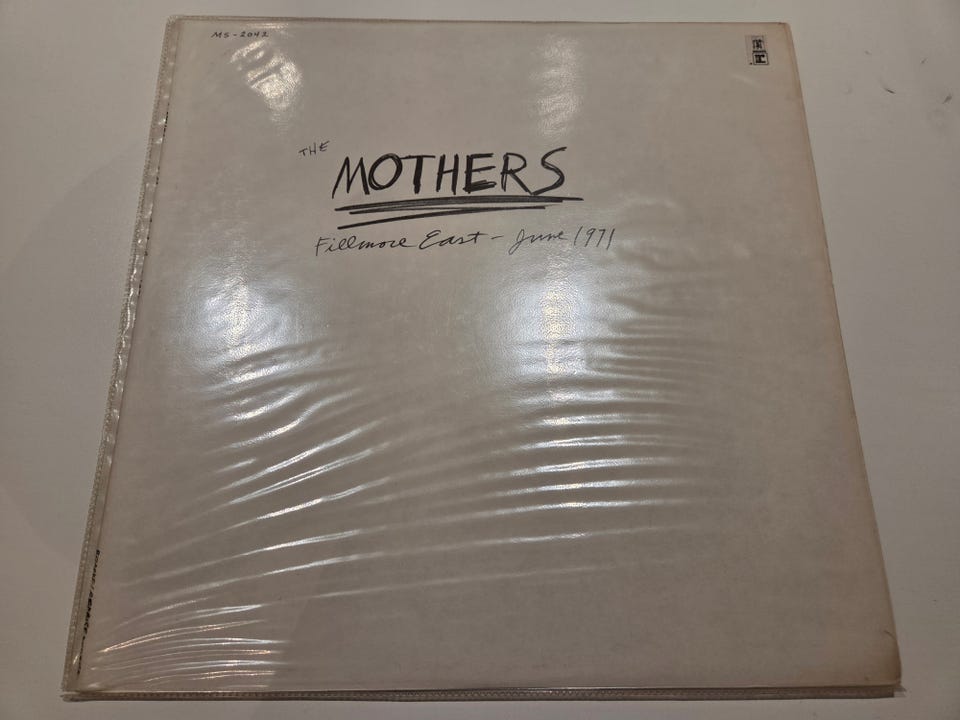 MS-2042
THE
MOTHERS
Fillmore East - June 1971